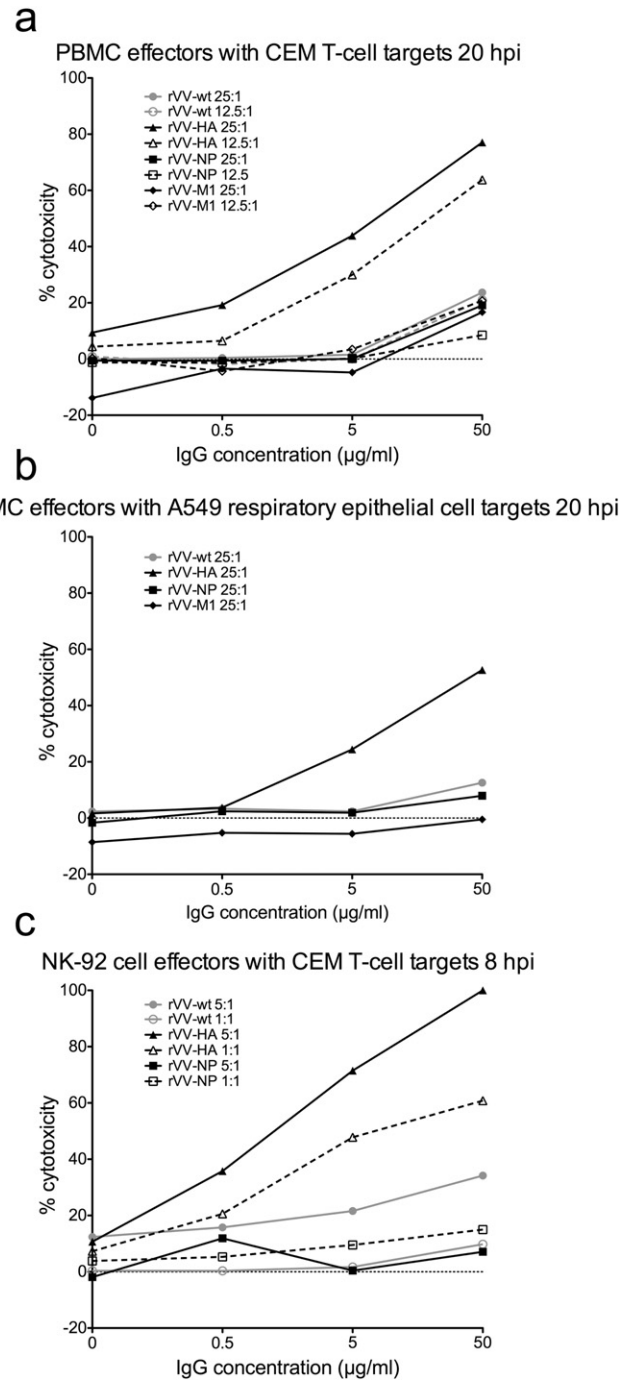 a
PBMC effectors with CEM T-cell targets 20 hpi
100
80
60
40
20
0
-20
% cytotoxicity
rVV-wt 25:1
rVV-wt 12.5:1
rVV-HA 25:1
rVV-HA 12.5:1
rVV-NP 25:1
rVV-NP 12.5
rVV-M1 25:1
rVV-M1 12.5:1
0 0.5 5 50
IgG concentration (µg/ml)
b
MC effectors with A549 respiratory epithelial cell targets 20 hpi
100
80
60
40
20
0
-20
% cytotoxicity
rVV-wt 25:1
rVV-HA 25:1
rVV-NP 25:1
rVV-M1 25:1
0 0.5 5 50
IgG concentration (µg/ml)
c
NK-92 cell effectors with CEM T-cell targets 8 hpi
100
80
60
40
20
0
-20
% cytotoxicity
rVV-wt 5:1
rVV-wt 1:1
rVV-HA 5:1
rVV-HA 1:1
rVV-NP 5:1
rVV-NP 1:1
0 0.5 5 50
IgG concentration (µg/ml)